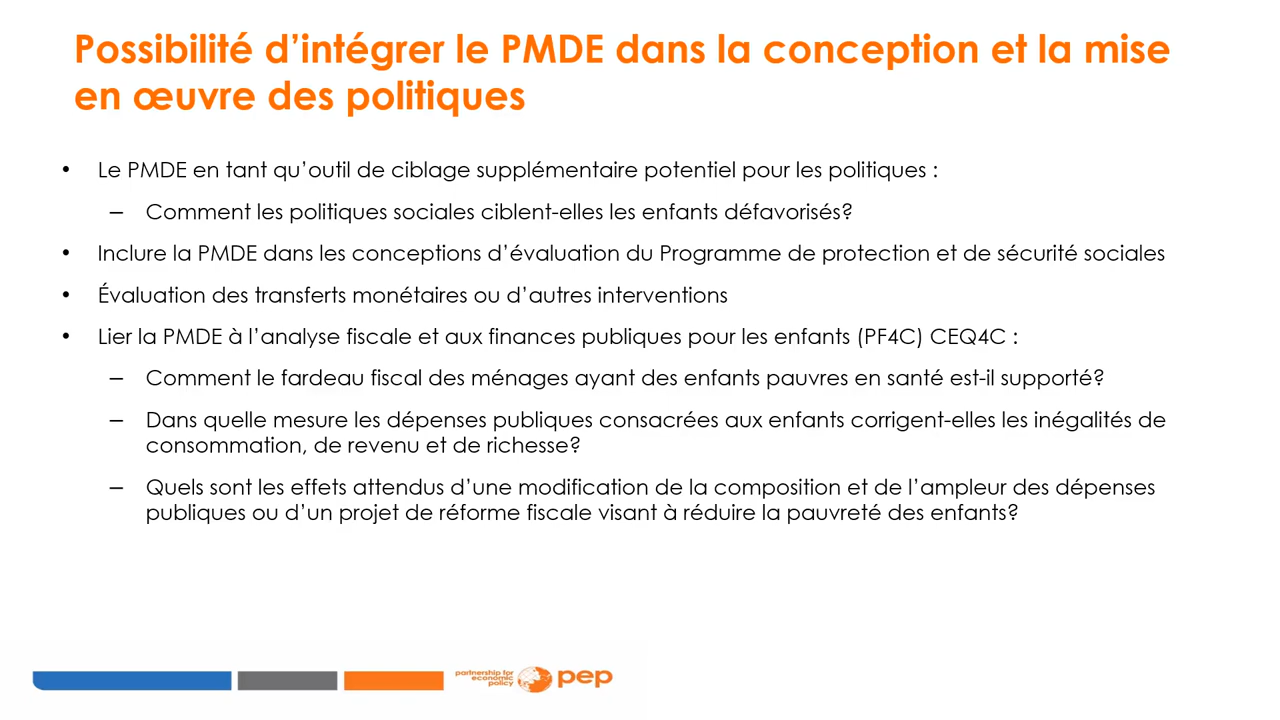 Possibilité d’intégrer le PMDE dans la conception et la mise
en œuvre des politiques
• Le PMDE en tant qu’outil de ciblage supplémentaire potentiel pour les politiques :
– Comment les politiques sociales ciblent-elles les enfants défavorisés?
• Inclure la PMDE dans les conceptions d’évaluation du Programme de protection et de sécurité sociales
• Évaluation des transferts monétaires ou d’autres interventions
• Lier la PMDE à l’analyse fiscale et aux finances publiques pour les enfants (PF4C) CEQ4C :
– Comment le fardeau fiscal des ménages ayant des enfants pauvres en santé est-il supporté?
– Dans quelle mesure les dépenses publiques consacrées aux enfants corrigent-elles les inégalités de
consommation, de revenu et de richesse?
– Quels sont les effets attendus d’une modification de la composition et de l’ampleur des dépenses
publiques ou d’un projet de réforme fiscale visant à réduire la pauvreté des enfants?
partnership for
economic
policy
pep